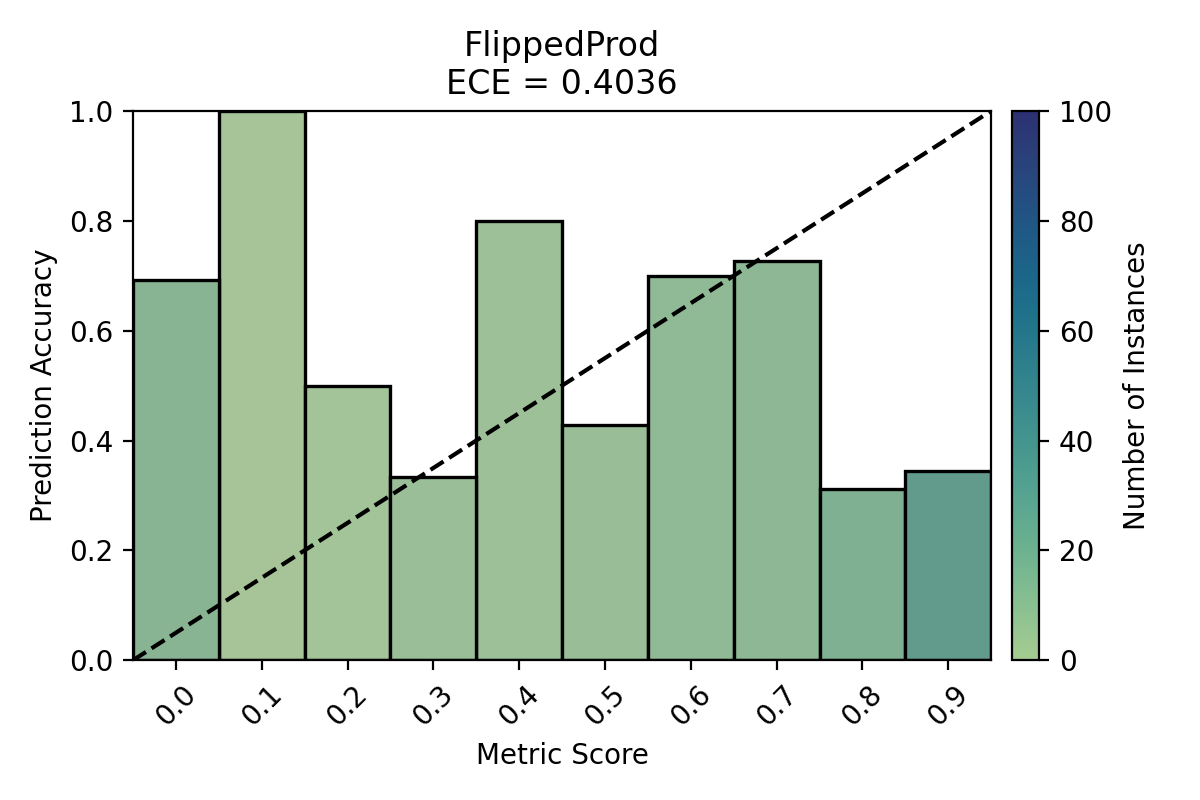 FlippedProd
ECE = 0.4036
1.0
0.8
0.6
0.4
0.2
0.0
Prediction Accuracy
0.0 0.1 0.2 0.3 0.4 0.5 0.6 0.7 0.8 0.9
Metric Score
100
80
60
40
20
0
Number of Instances